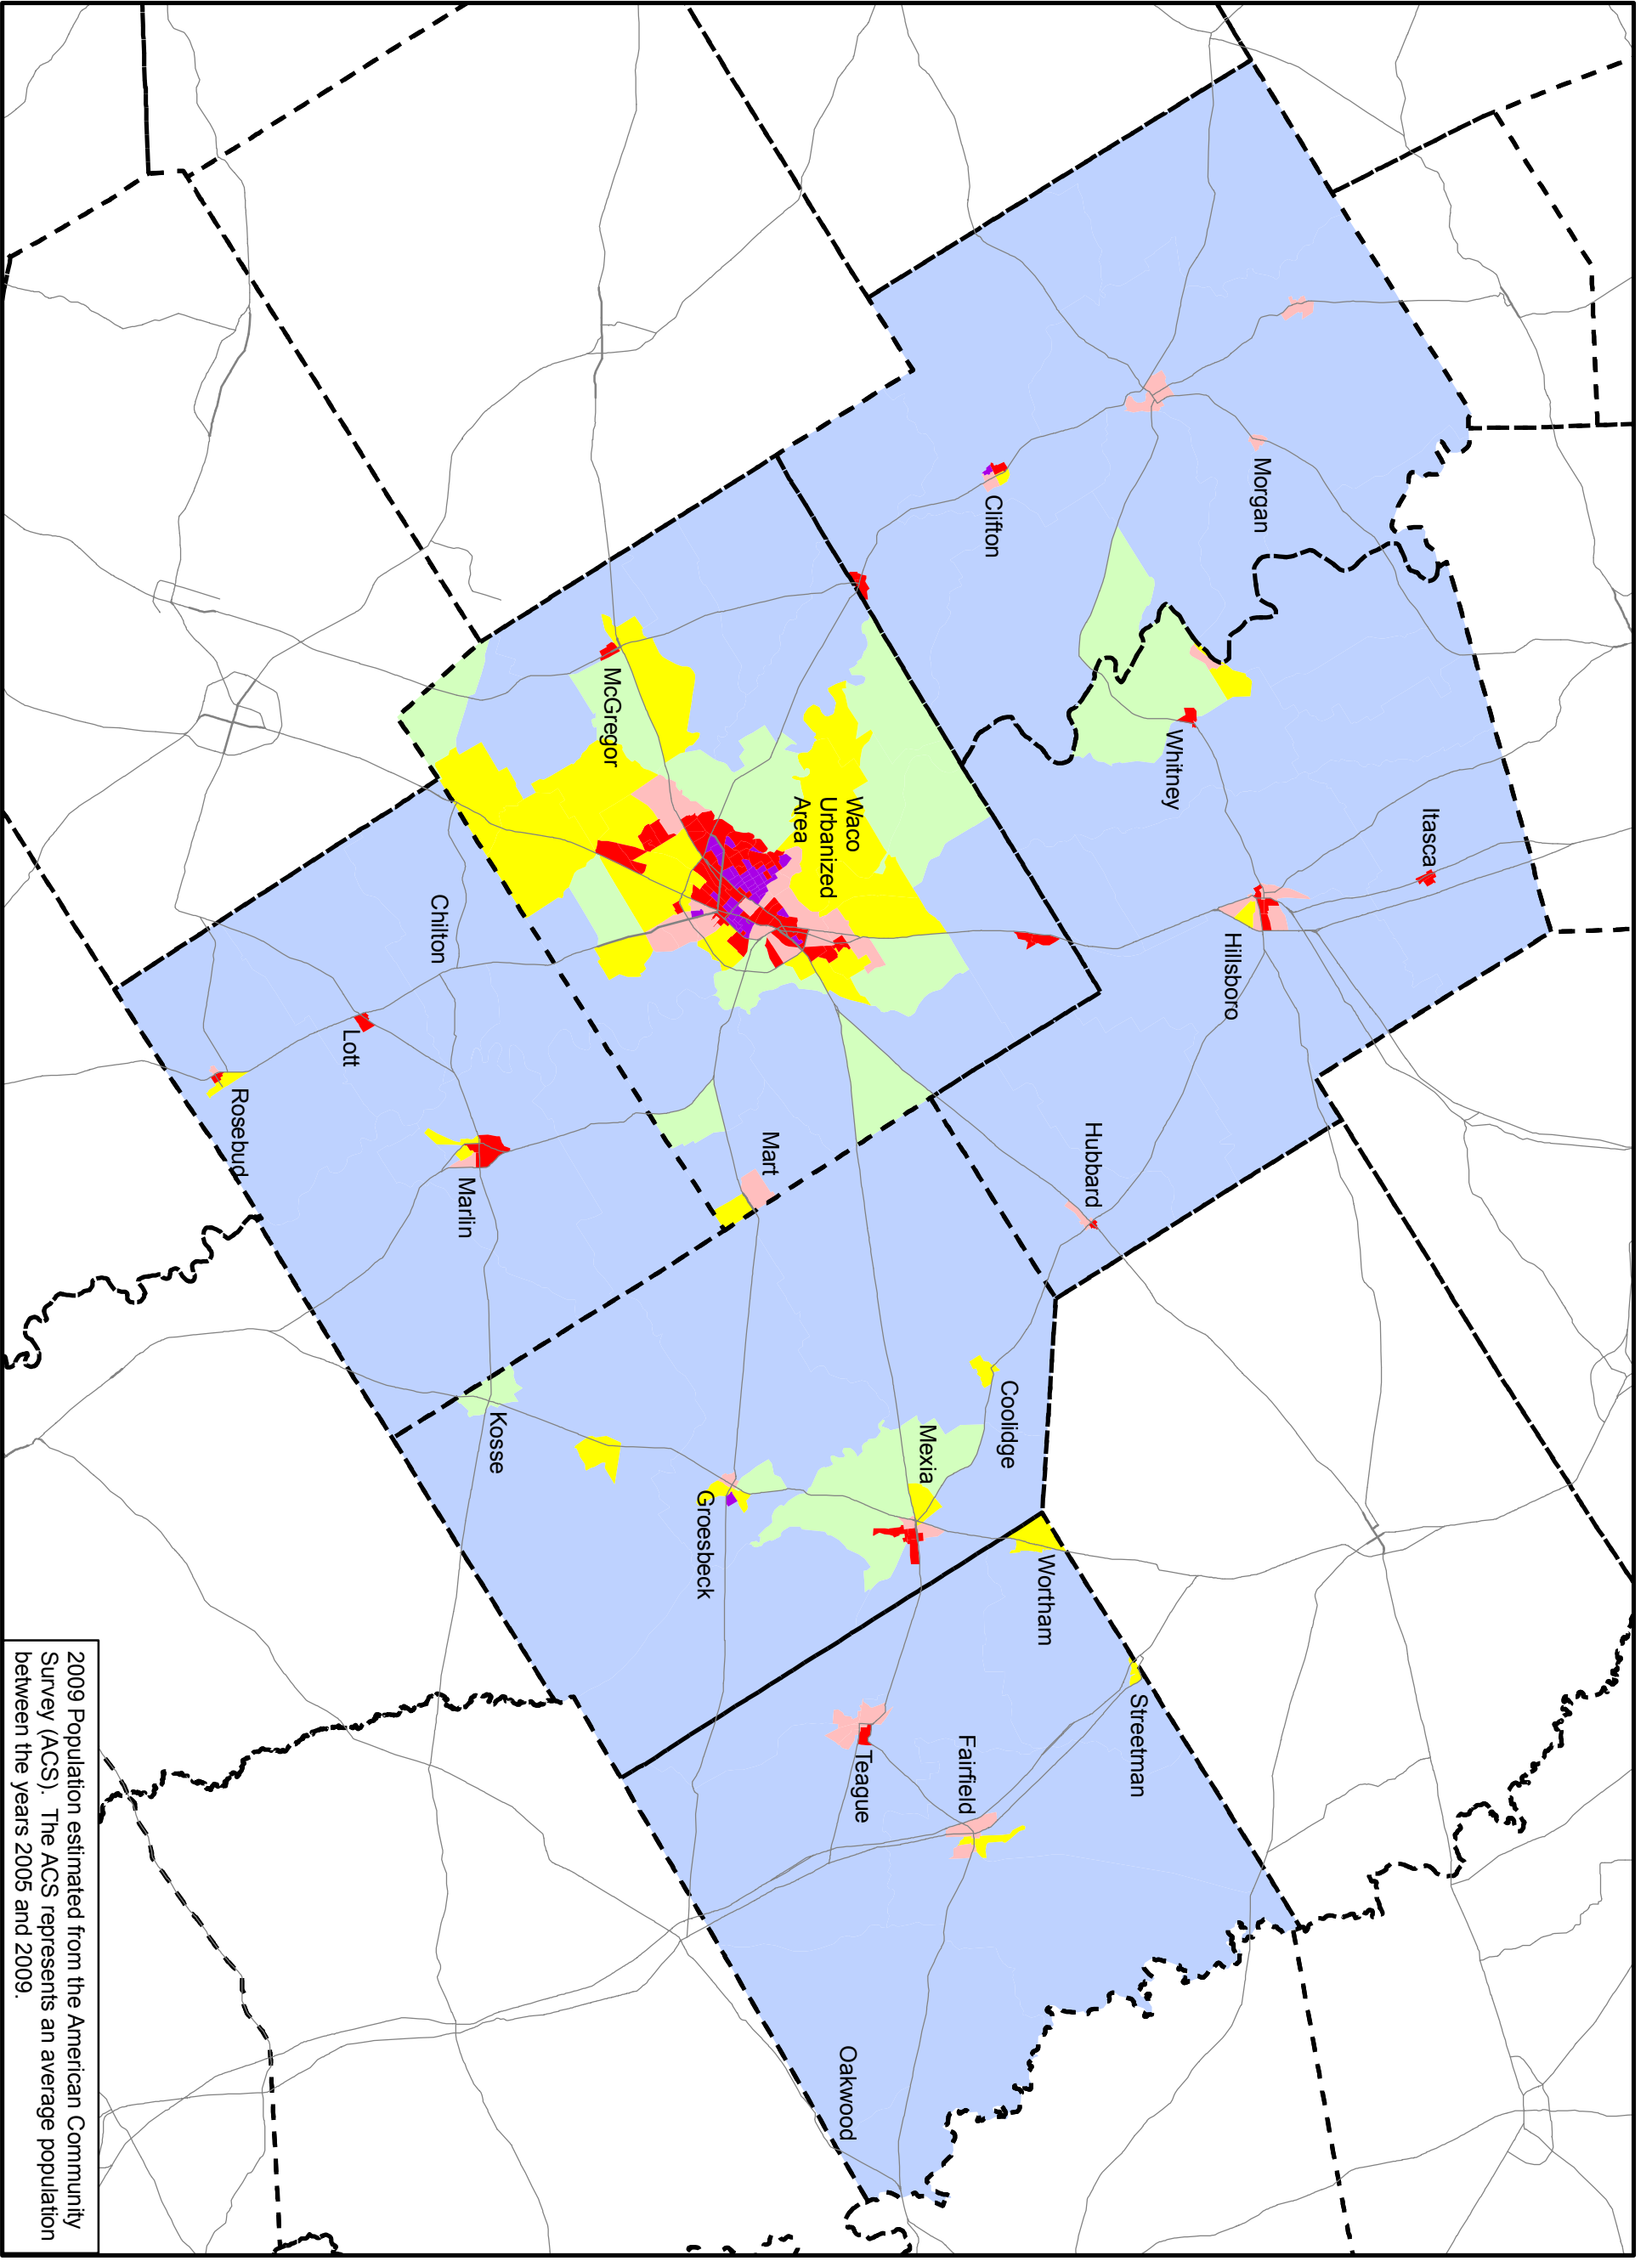 Itasca
Morgan
Hillsboro
Whitney
Streetman
Hubbard
Wortham
Coolidge
Clifton
Fairfield
Mexia
Teague
Oakwood
Waco
Urbanized
Area
Mart
Groesbeck
McGregor
Kosse
Marlin
Chilton
Lott
Rosebud
2009 Population estimated from the American Community
Survey (ACS).  The ACS represents an average population
between the years 2005 and 2009.